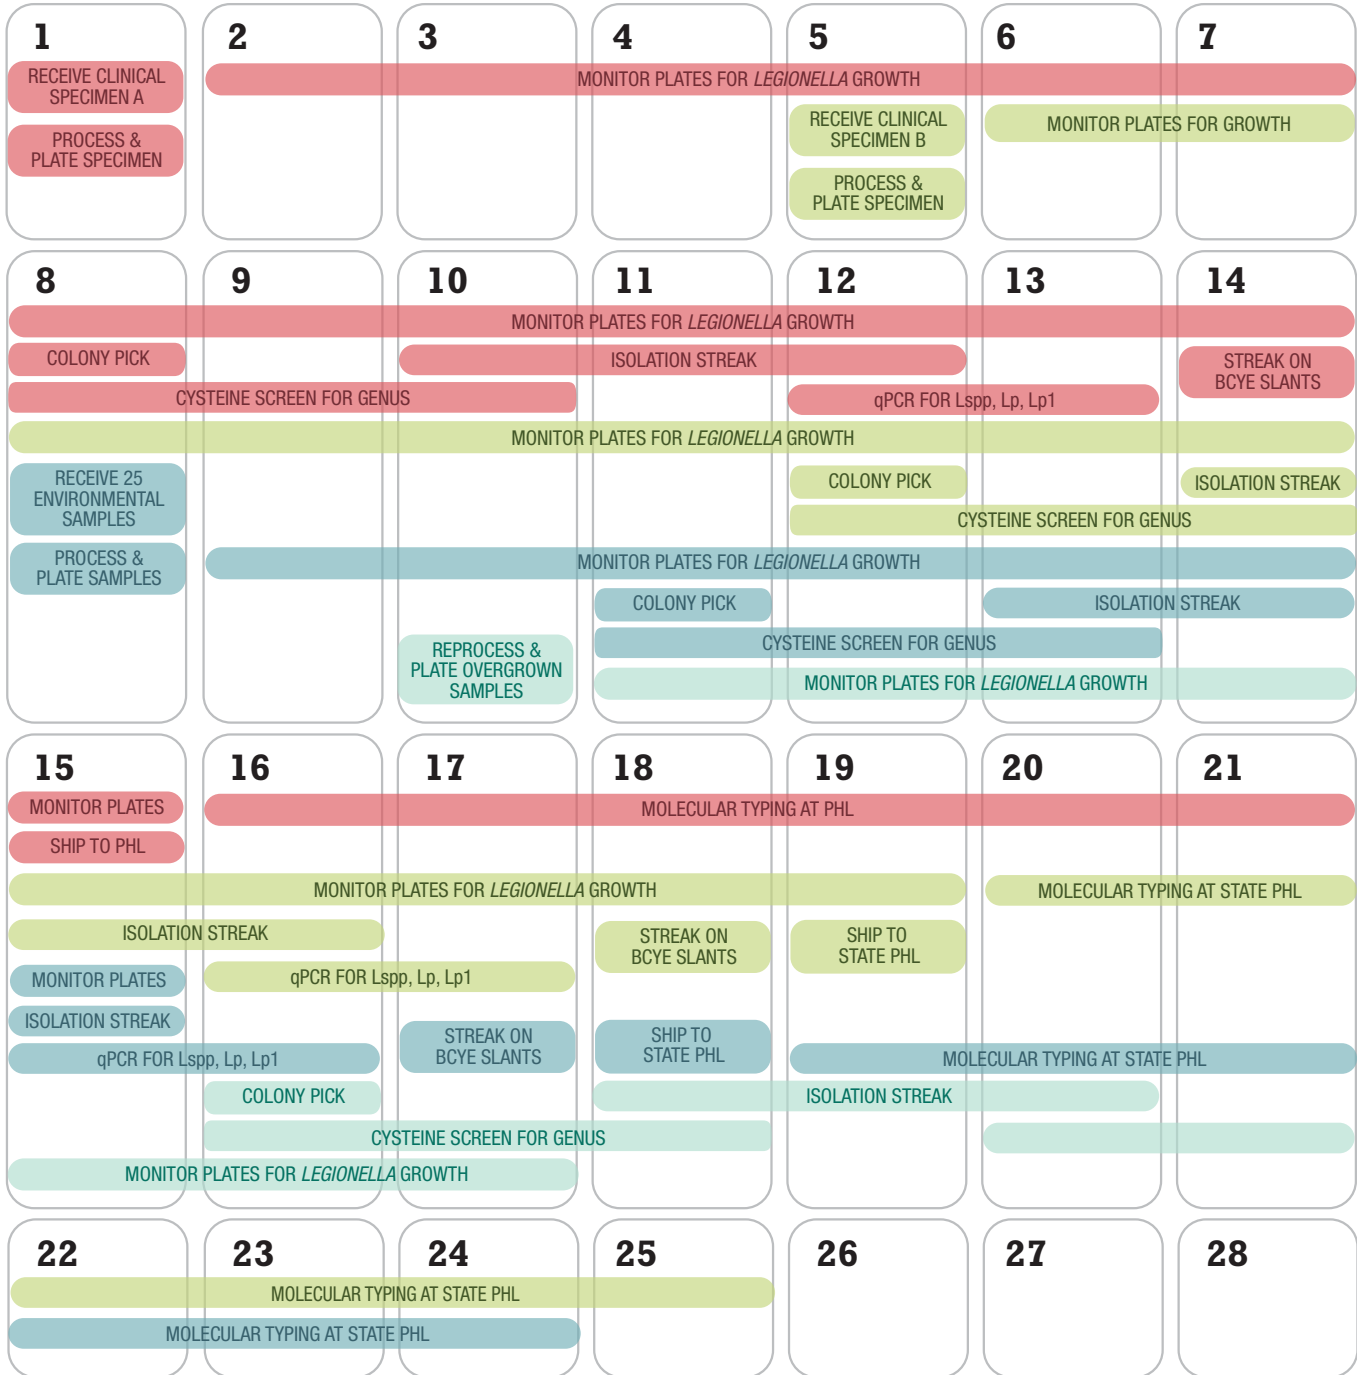 1
2
3
4
5
6
7
RECEIVE CLINICAL
SPECIMEN A
MONITOR PLATES FOR LEGIONELLA GROWTH
PROCESS &
PLATE SPECIMEN
RECEIVE CLINICAL
SPECIMEN B
MONITOR PLATES FOR GROWTH
PROCESS &
PLATE SPECIMEN
8
9
10
11
12
13
14
MONITOR PLATES FOR LEGIONELLA GROWTH
COLONY PICK
ISOLATION STREAK
STREAK ON
BCYE SLANTS
CYSTEINE SCREEN FOR GENUS
qPCR FOR Lspp, Lp, Lp1
MONITOR PLATES FOR LEGIONELLA GROWTH
RECEIVE 25
ENVIRONMENTAL
SAMPLES
COLONY PICK
ISOLATION STREAK
CYSTEINE SCREEN FOR GENUS
PROCESS &
PLATE SAMPLES
MONITOR PLATES FOR LEGIONELLA GROWTH
COLONY PICK
ISOLATION STREAK
CYSTEINE SCREEN FOR GENUS
REPROCESS &
PLATE OVERGROWN
SAMPLES
MONITOR PLATES FOR LEGIONELLA GROWTH
15
16
17
18
19
20
21
MONITOR PLATES
MOLECULAR TYPING AT PHL
SHIP TO PHL
MONITOR PLATES FOR LEGIONELLA GROWTH
MOLECULAR TYPING AT STATE PHL
ISOLATION STREAK
STREAK ON
BCYE SLANTS
SHIP TO
STATE PHL
MONITOR PLATES
qPCR FOR Lspp, Lp, Lp1
ISOLATION STREAK
STREAK ON
BCYE SLANTS
SHIP TO
STATE PHL
qPCR FOR Lspp, Lp, Lp1
MOLECULAR TYPING AT STATE PHL
COLONY PICK
ISOLATION STREAK
CYSTEINE SCREEN FOR GENUS
MONITOR PLATES FOR LEGIONELLA GROWTH
22
23
24
25
26
27
28
MOLECULAR TYPING AT STATE PHL
MOLECULAR TYPING AT STATE PHL